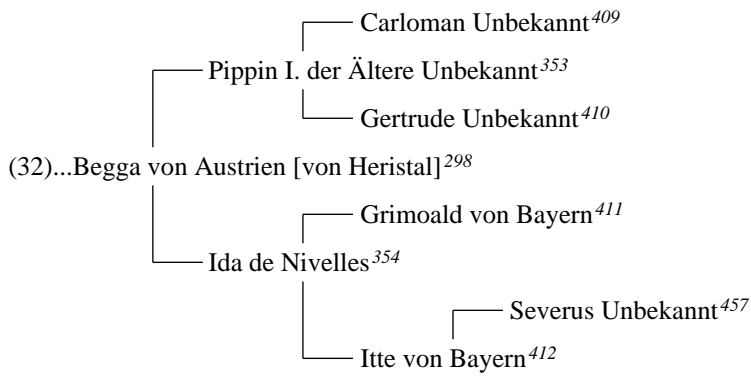 Carloman Unbekannt409
Pippin I. der Ältere Unbekannt353
Gertrude Unbekannt410
(32)...Begga von Austrien [von Heristal]298
Grimoald von Bayern411
Ida de Nivelles354
Severus Unbekannt457
Itte von Bayern412